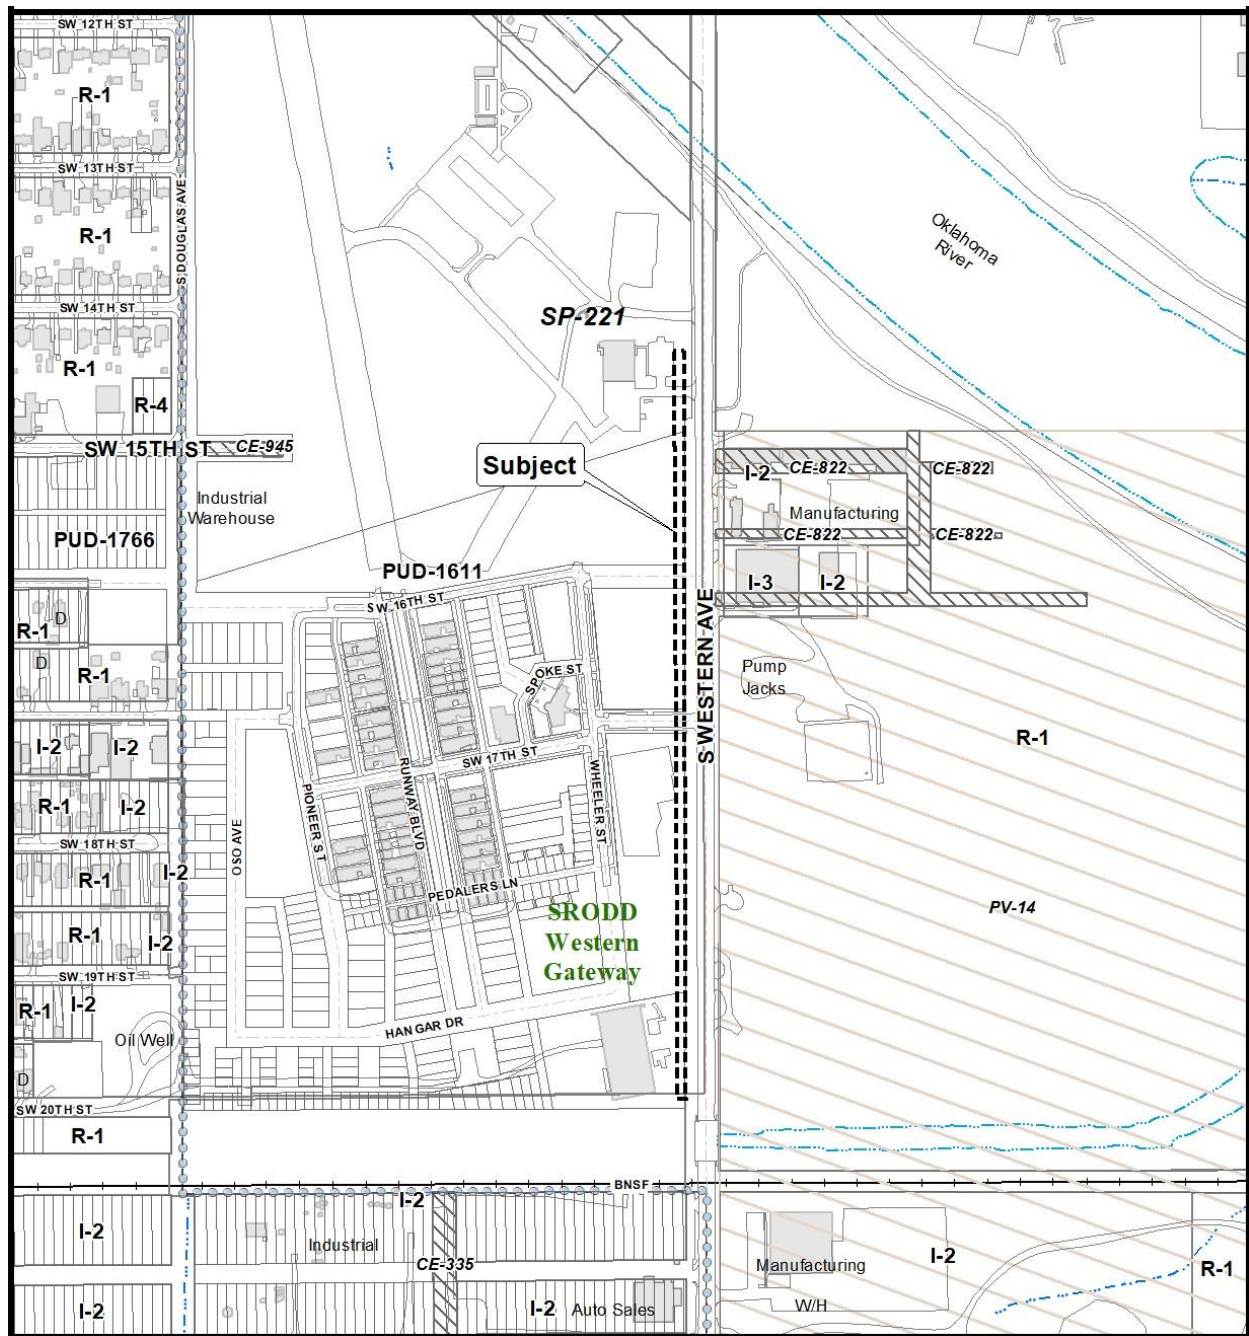 SW 12TH ST
R-1
SW 13TH ST
S DOUGLAS AVE
R-1
Oklahoma
River
SW 14TH ST
SP-221
R-1
R-4
SW 15TH ST
CE-945
Subject
I-2
CE-822
CE-822
Industrial
Warehouse
Manufacturing
PUD-1766
CE-822
CE-822
PUD-1611
I-3
I-2
SW 16TH ST
S WESTERN AVE
D
R-1
D
R-1
SPOKE ST
Pump
Jacks
R-1
I-2
I-2
SW 17TH ST
PIONEER ST
RUNWAY BLVD
WHEELER ST
R-1
I-2
OSO AVE
SW 18TH ST
R-1
I-2
PEDALERS LN
SRODD
Western
Gateway
PV-14
R-1
I-2
SW 19TH ST
R-1
I-2
HANGAR DR
Oil Well
D
SW 20TH ST
R-1
BNSF
I-2
I-2
Industrial
CE-335
Manufacturing
I-2
R-1
I-2
I-2
Auto Sales
W/H